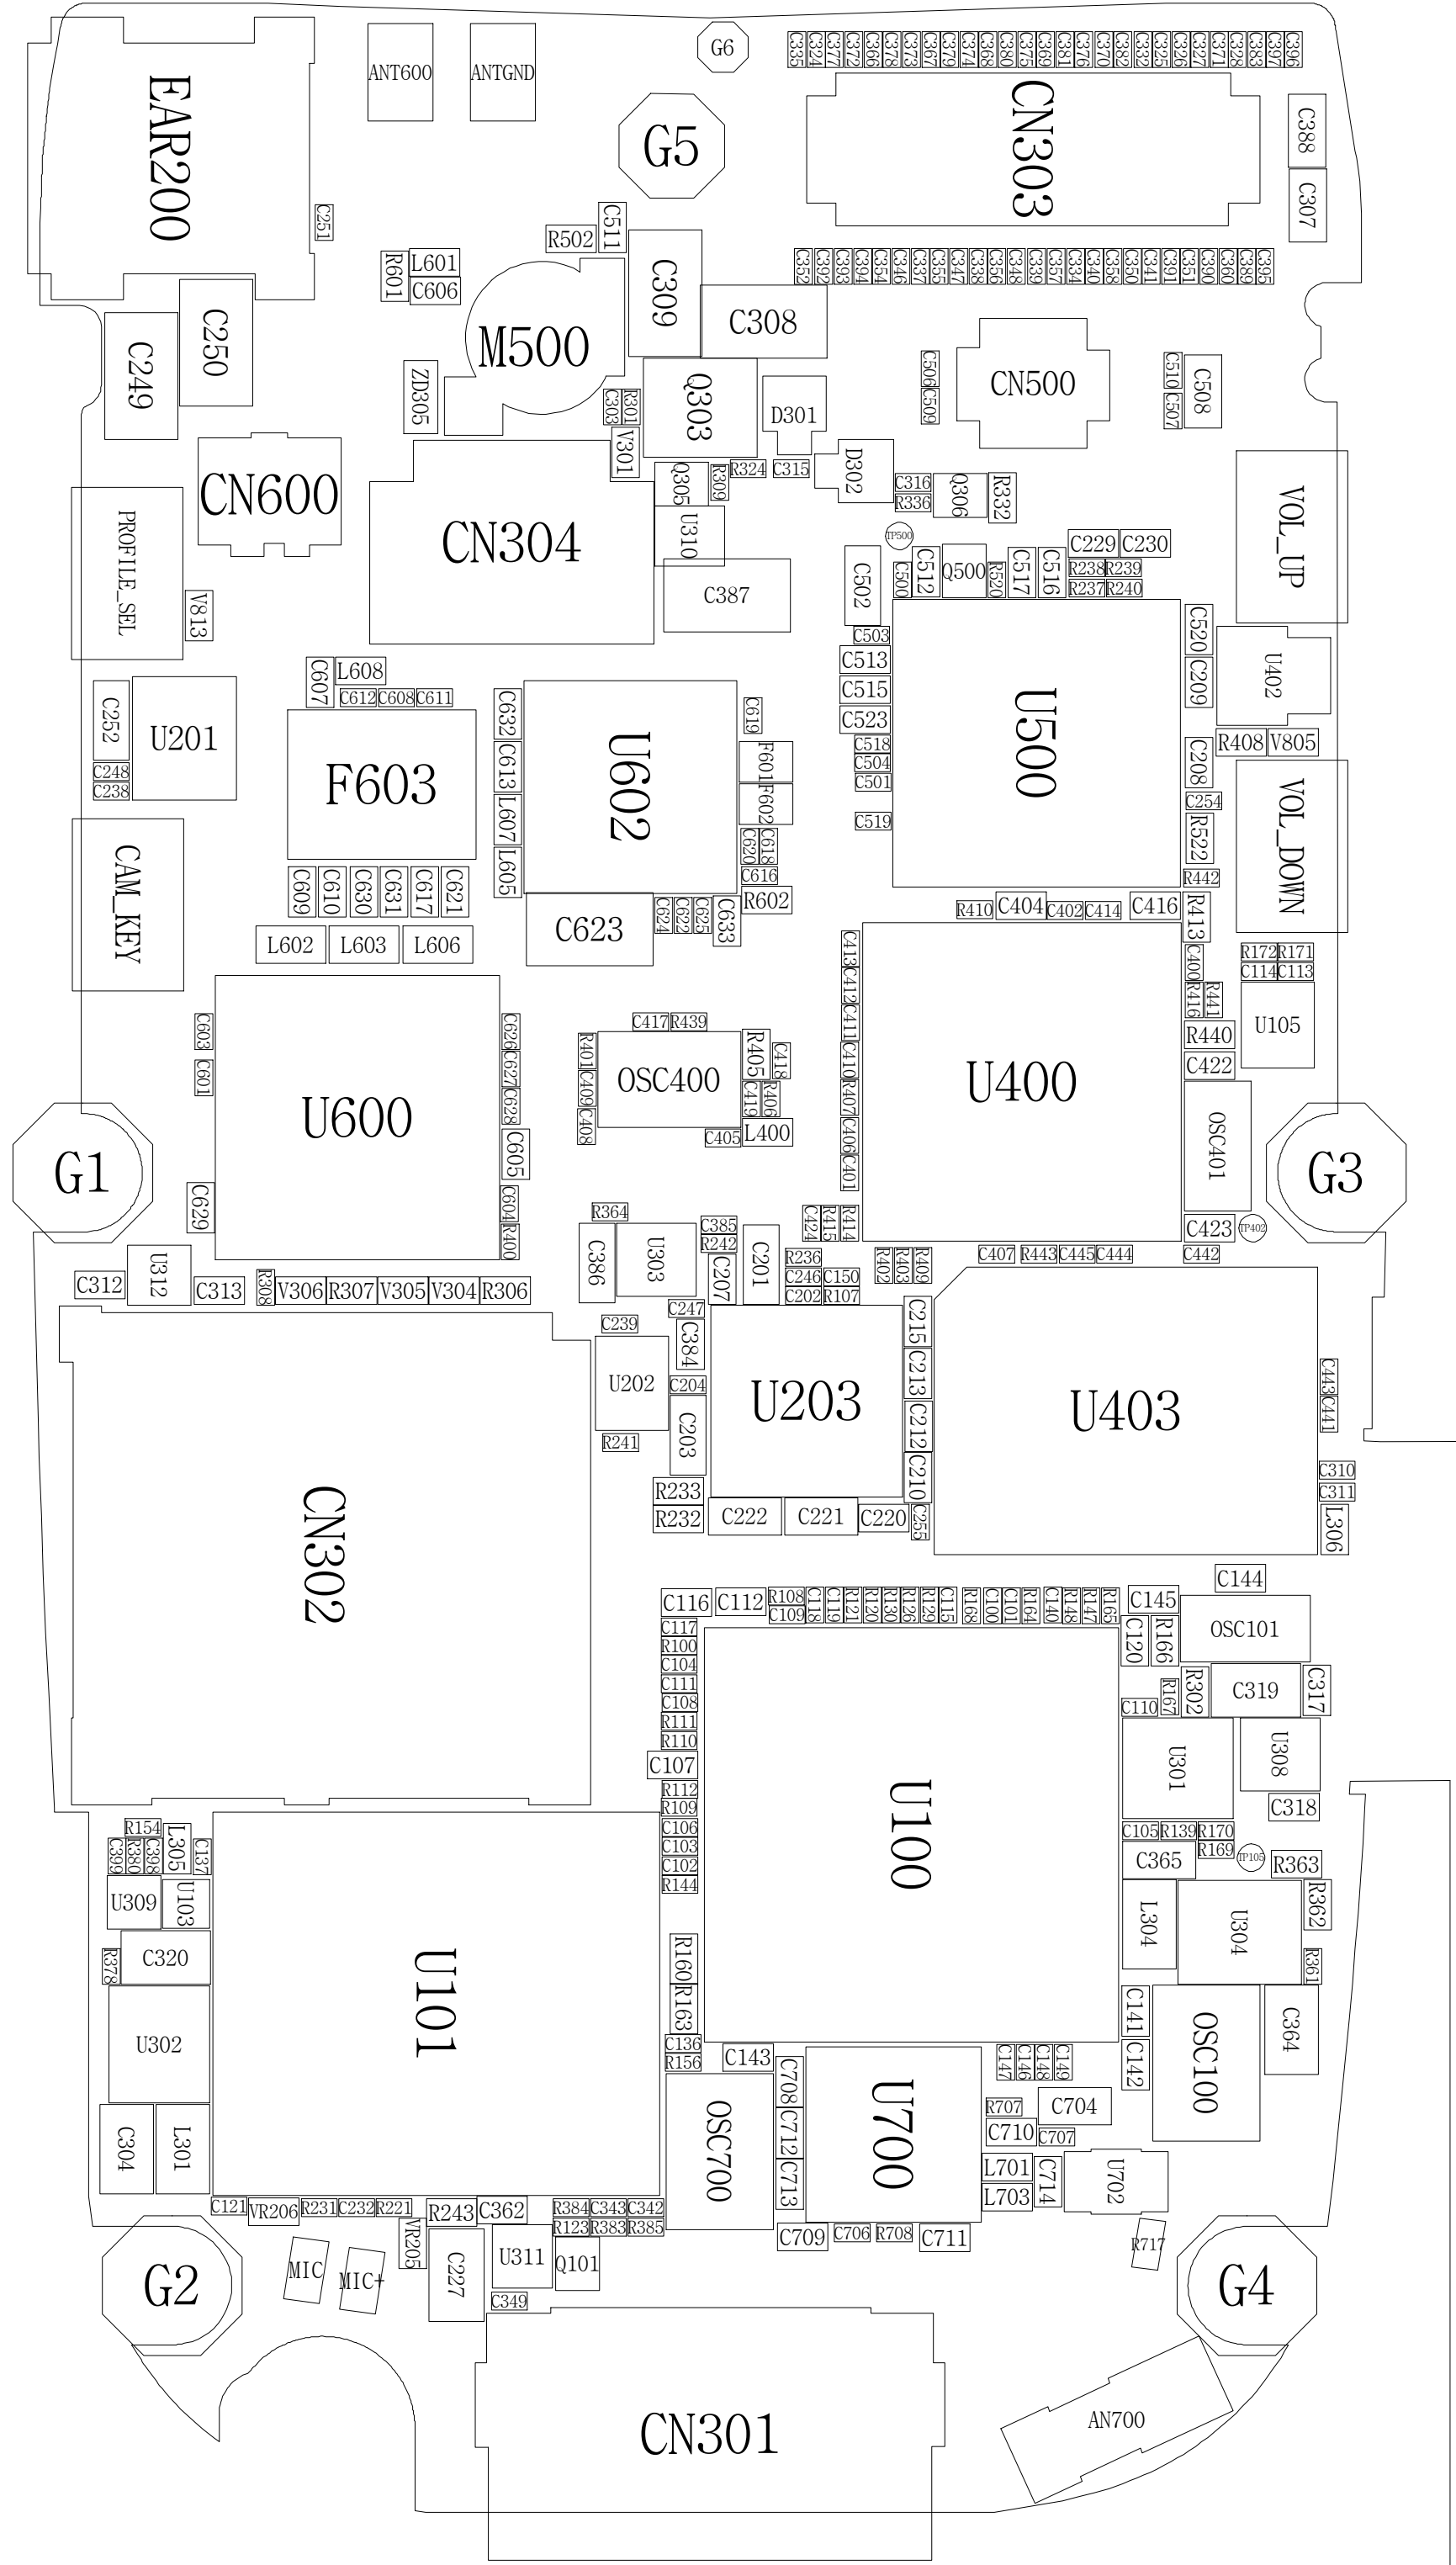 G6
C335 C324 C377 C372 C366 C378 C373 C367 C379 C374 C368 C380 C375 C369 C381 C376 C370 C382 C332 C325 C326 C327 C371 C328 C383 C397 C396
ANT600 ANTGND
EAR200
G5
CN303
C388
C307
C251
R502 C511
R601 L601
C606
C309
C308
C352 C392 C393 C394 C354 C346 C337 C355 C347 C338 C356 C348 C339 C357 C334 C340 C358 C350 C341 C391 C351 C390 C360 C389 C395
C250
C249
M500
ZD305
C303 R301
Q303
D301
C506
C509
CN500
C510
C507
C508
V301
CN600
CN304
Q305 R309 R324 C315
D302
C316
R336
Q306 R332
U310
C387
TP500
VOL_UP
PROFILE_SEL
V813
C502 C500 C512 Q500 R520 C517 C516
C229 C230
R238 R239
R237 R240
C503
C513
C515
C523
C518
C504
C501
C519
U500
C520
C209
U402
R408 V805
C208
C254
R522
R442
VOL_DOWN
C607 L608
C612 C608 C611
C252
U201
C248
C238
F603
C632
C613
L607
L605
U602
C619
F601
F602
C620 C618
C616
R602
CAM_KEY
C609 C610 C630 C631 C617 C621
L602 L603 L606
C623
C624 C622 C625 C633
R410 C404 C402 C414 C416
R413
C400
R416 R441
R440
C422
R172 R171
C114 C113
U105
C603
C601
U600
C626
C627
C628
C605
C604
R400
C629
C417 R439
R401
C409
C408
OSC400
R405 C418
C419 R406
C405 L400
C413
C412
C411
C410
R407
C406
C401
U400
OSC401
G1
G3
C423 TP402
R364
C386 U303
C385
R242
C207 C201
C424 R415 R414
R236
C246 C150
C202 R107
R402 R403 R409
C407 R443 C445 C444 C442
C312 U312 C313 R308 V306 R307 V305 V304 R306
C247
C239
C384
U202
C204
C203
R241
U203
C215
C213
C212
C210
C255
U403
C443
C441
C310
C311
L306
CN302
R233
R232
C222 C221 C220
C144
C116 C112 R108
C109
C118 C119 R121 R120 R130 R126 R129 C115 R168 C100 C101 R164 C140 R148 R147 R165
C145
C120 R166
OSC101
C117
R100
C104
C111
C108
R111
R110
C107
R112
R109
C106
C103
C102
R144
U100
C110 R167 R302 C319 C317
U301 U308
C318
C105 R139 R170
R169
TP105
C365
R363
L304 U304
R362
R361
R154
C399 R380 C398 L305 C137
U309 U103
R378 C320
U302
C304 L301
U101
R160
R163
C136
R156
C143
C141
C142
OSC100
C364
OSC700
C708
C712
C713
U700
C147 C146 C148 C149
R707 C704
C710 C707
L701
L703
C714 U702
C121 VR206 R231 C232 R221 R243 C362
R384 C343 C342
R123 R383 R385
VR205
C227 U311 Q101
C349
C709 C706 R708 C711
R717
MIC MIC+
G2
G4
CN301
AN700